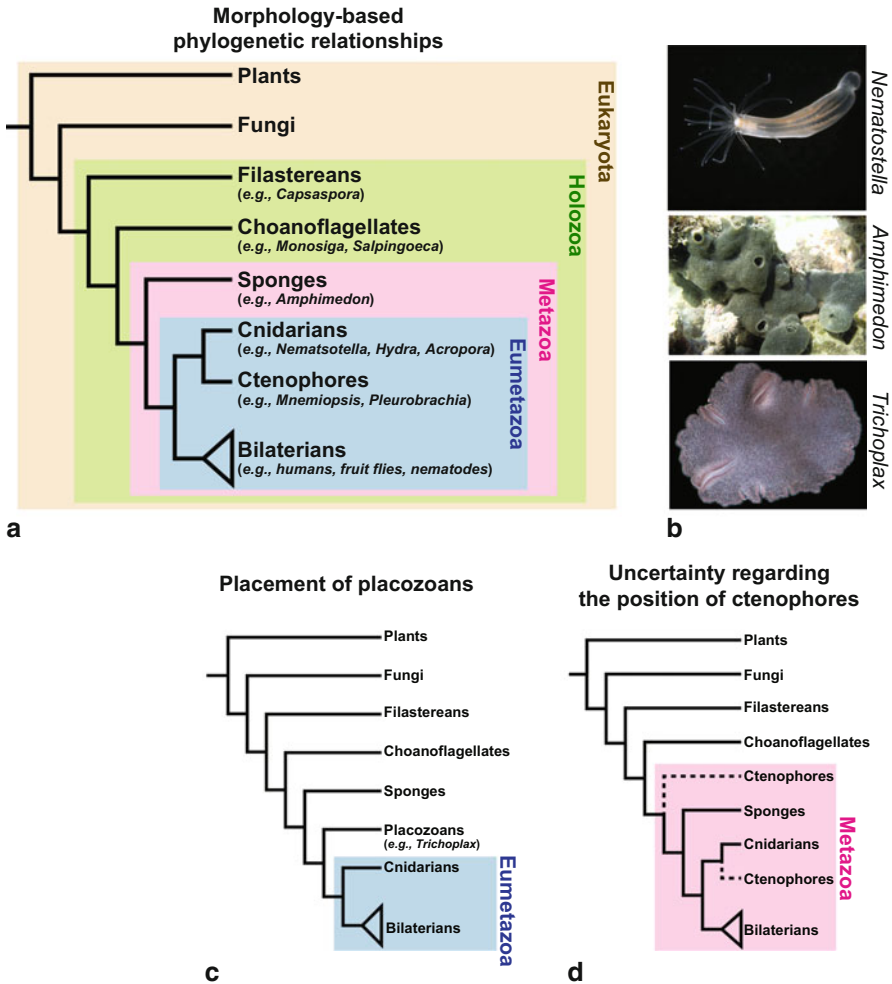 Morphology-based
phylogenetic relationships
Plants
Fungi
Filastereans
(e.g., Capsaspora)
Choanoflagellates
(e.g., Monosiga, Salpingoeca)
Sponges
(e.g., Amphimedon)
Cnidarians
(e.g., Nematsotella, Hydra, Acropora)
Ctenophores
(e.g., Mnemiopsis, Pleurobrachia)
Bilaterians
(e.g., humans, fruit flies, nematodes)
Eumetazoa
Metazoa
Holozoa
Eukaryota
a
Nematostella
Amphimedon
Trichoplax
b
Placement of placozoans
Plants
Fungi
Filastereans
Choanoflagellates
Sponges
Placozoans
(e.g., Trichoplax)
Cnidarians
Bilaterians
Eumetazoa
c
Uncertainty regarding
the position of ctenophores
Plants
Fungi
Filastereans
Choanoflagellates
Ctenophores
Sponges
Cnidarians
Ctenophores
Bilaterians
Metazoa
d